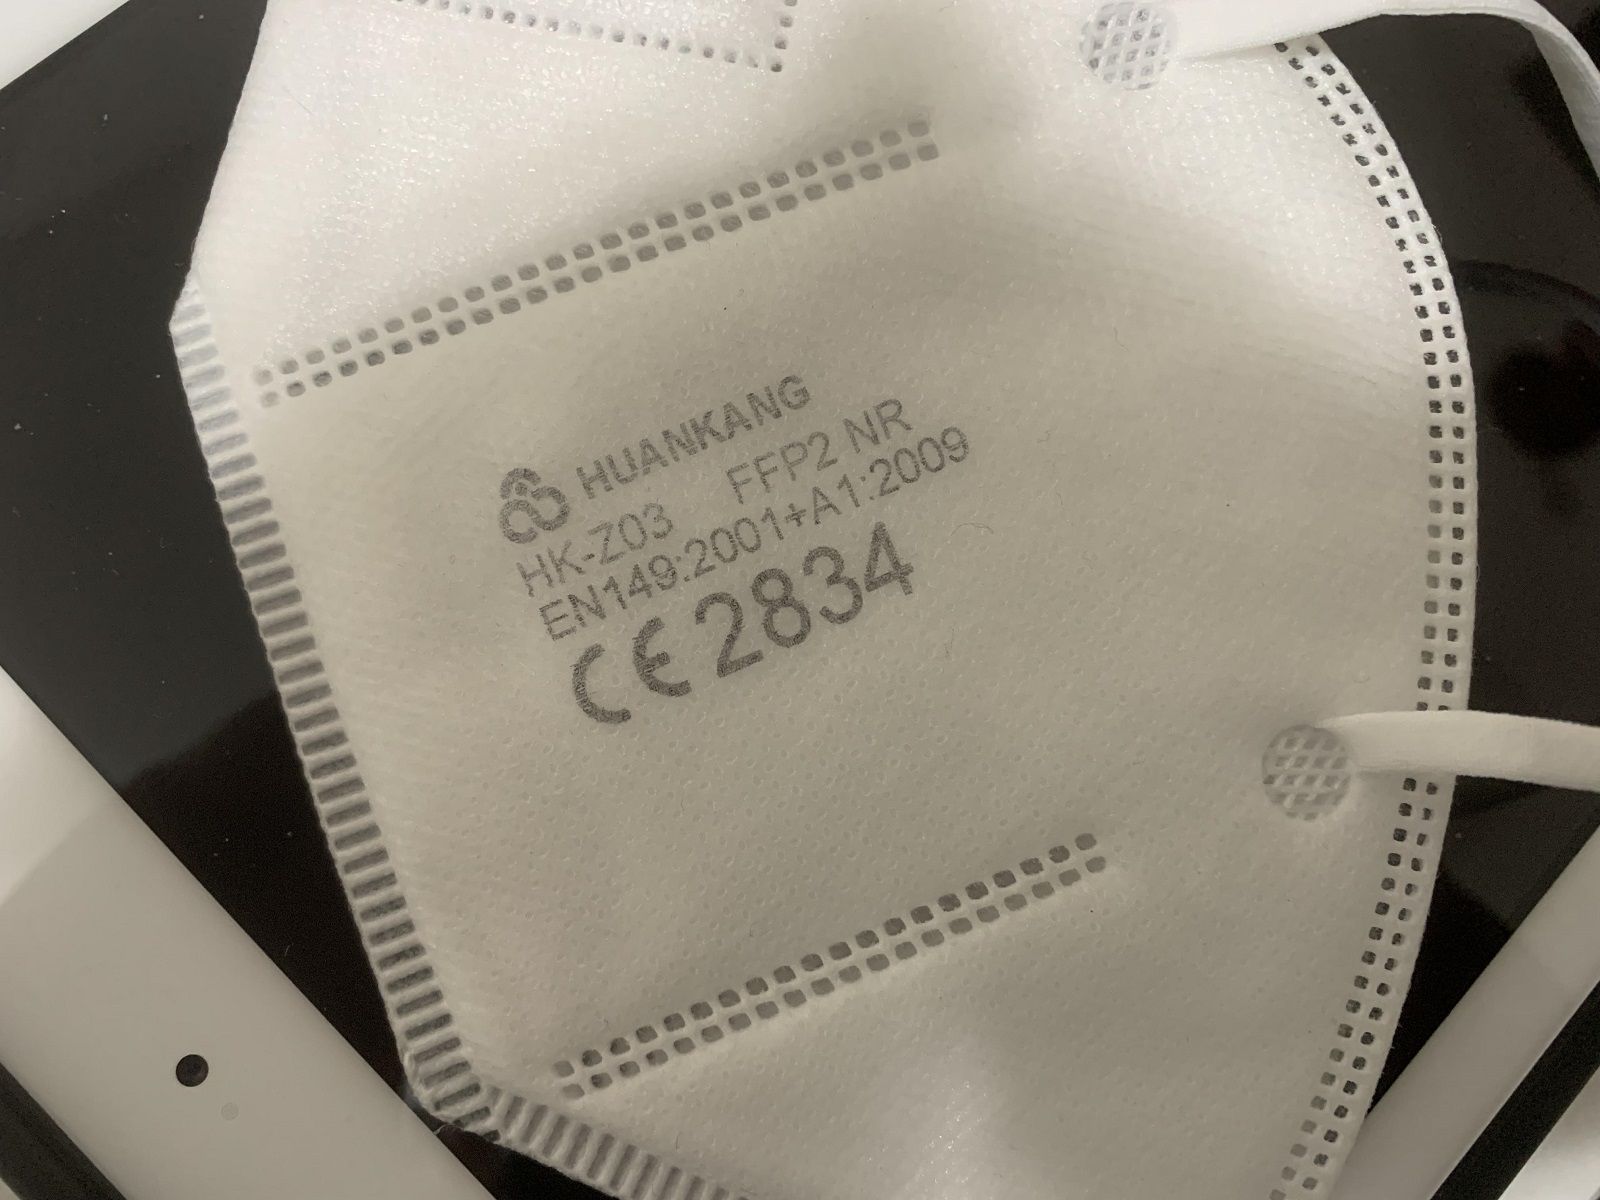 HUANKANG
HK-Z03 FFP2 NR
EN149:2001+A1:2009
CE 2834